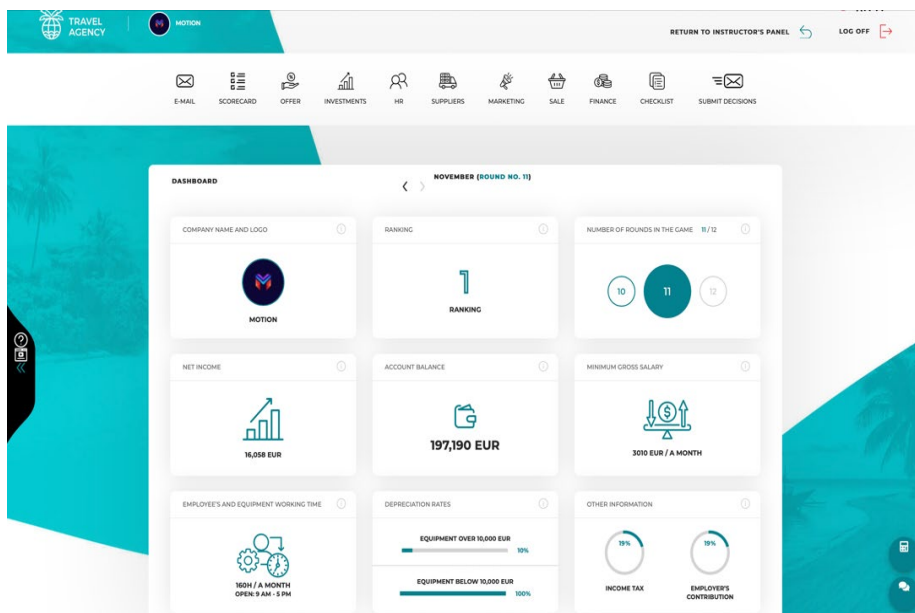 TRAVEL
AGENCY
MOTION
RETURN TO INSTRUCTOR'S PANEL
LOG OFF
E-MAIL
SCORECARD
OFFER
INVESTMENTS
HR
SUPPLIERS
MARKETING
SALE
FINANCE
CHECKLIST
SUBMIT DECISIONS
DASHBOARD
NOVEMBER (ROUND NO. 11)
COMPANY NAME AND LOGO
MOTION
RANKING
1
RANKING
NUMBER OF ROUNDS IN THE GAME 11 / 12
10
11
12
NET INCOME
16,058 EUR
ACCOUNT BALANCE
197,190 EUR
MINIMUM GROSS SALARY
3010 EUR / A MONTH
EMPLOYEE'S AND EQUIPMENT WORKING TIME
160H / A MONTH
OPEN: 9 AM - 5 PM
DEPRECIATION RATES
EQUIPMENT OVER 10,000 EUR
10%
EQUIPMENT BELOW 10,000 EUR
100%
OTHER INFORMATION
19%
INCOME TAX
19%
EMPLOYER'S
CONTRIBUTION